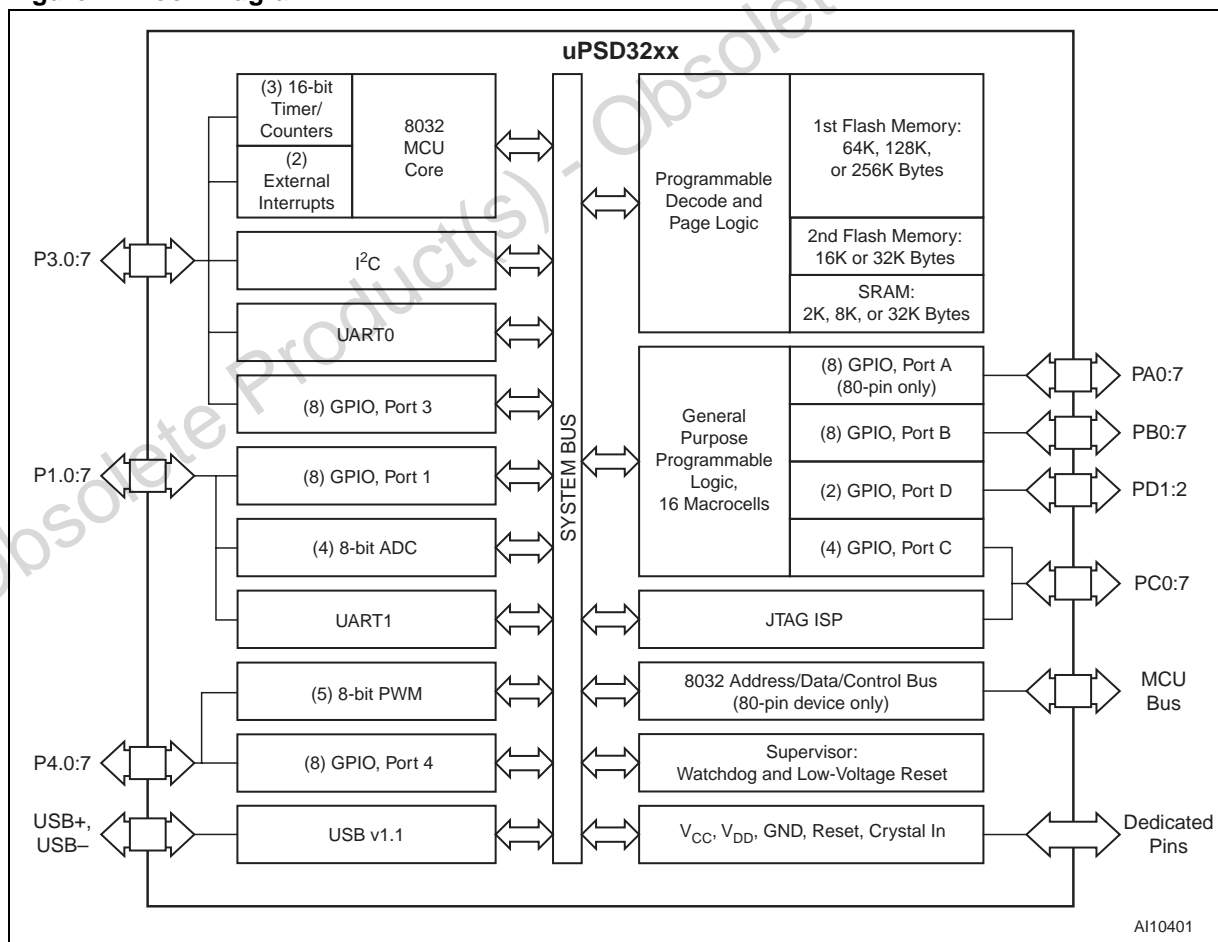 uPSD32xx
(3) 16-bit
Timer/
Counters
(2)
External
Interrupts
8032
MCU
Core
I2C
UART0
(8) GPIO, Port 3
(8) GPIO, Port 1
(4) 8-bit ADC
UART1
(5) 8-bit PWM
(8) GPIO, Port 4
USB v1.1
P3.0:7
P1.0:7
P4.0:7
USB+,
USB–
SYSTEM BUS
Programmable
Decode and
Page Logic
1st Flash Memory:
64K, 128K,
or 256K Bytes
2nd Flash Memory:
16K or 32K Bytes
SRAM:
2K, 8K, or 32K Bytes
General
Purpose
Programmable
Logic,
16 Macrocells
(8) GPIO, Port A
(80-pin only)
(8) GPIO, Port B
(2) GPIO, Port D
(4) GPIO, Port C
JTAG ISP
8032 Address/Data/Control Bus
(80-pin device only)
Supervisor:
Watchdog and Low-Voltage Reset
VCC, VDD, GND, Reset, Crystal In
PA0:7
PB0:7
PD1:2
PC0:7
MCU
Bus
Dedicated
Pins
AI10401
Obsolete Product(s) - Obsolete